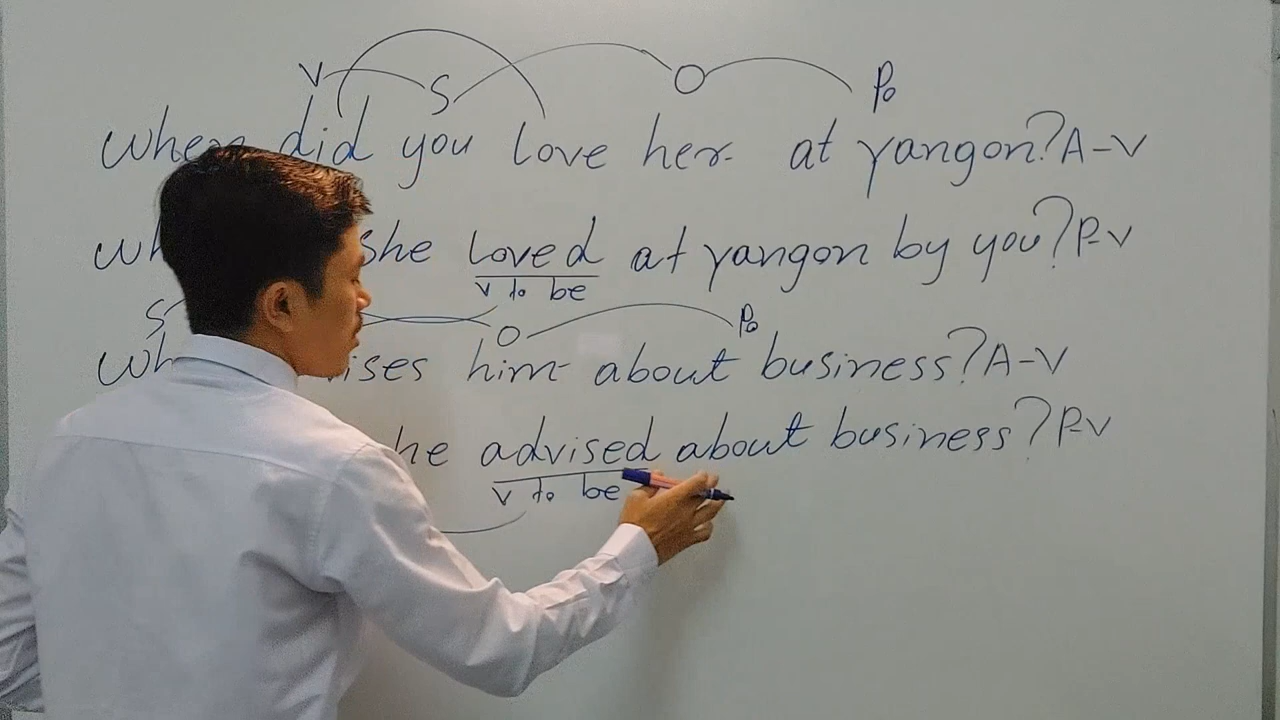 V S O Po
When did you love her at yangon? A-V
she loved at yangon by you? P-V
V to be
S O Po
him about business? A-V
he advised about business? P-V
V to be